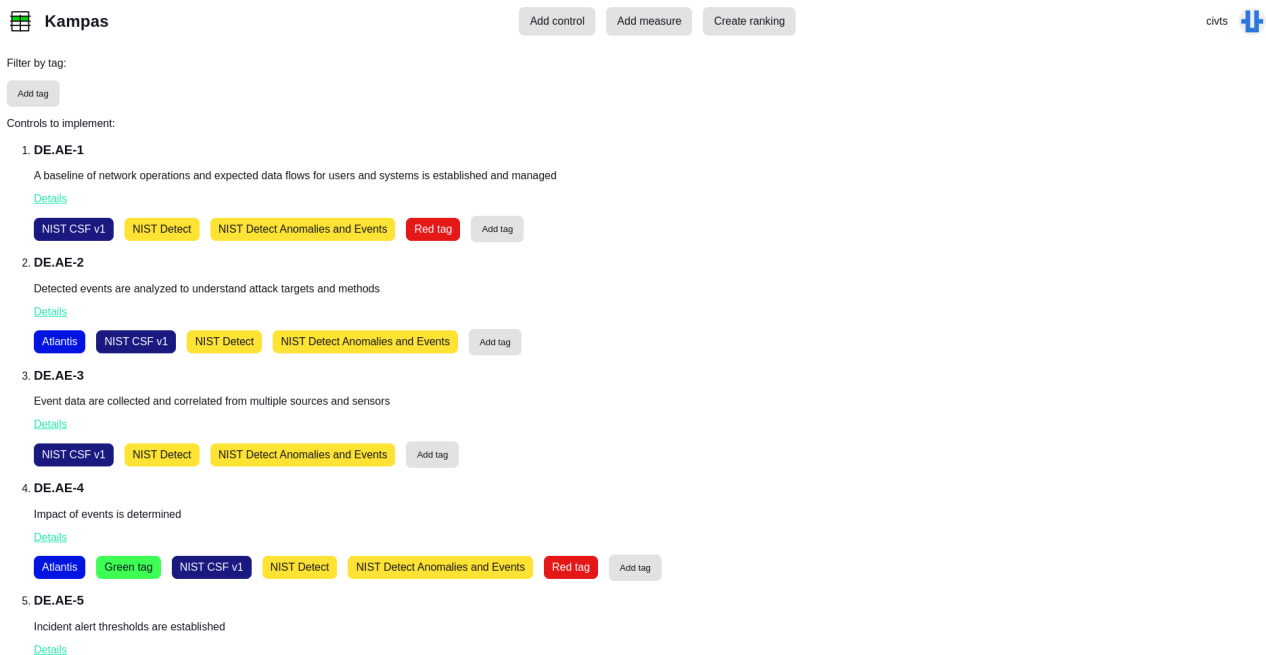 Kampas
Add control Add measure Create ranking
civts
Filter by tag:
Add tag
Controls to implement:
1. DE.AE-1
A baseline of network operations and expected data flows for users and systems is established and managed
Details
NIST CSF v1 NIST Detect NIST Detect Anomalies and Events Red tag Add tag
2. DE.AE-2
Detected events are analyzed to understand attack targets and methods
Details
Atlantis NIST CSF v1 NIST Detect NIST Detect Anomalies and Events Add tag
3. DE.AE-3
Event data are collected and correlated from multiple sources and sensors
Details
NIST CSF v1 NIST Detect NIST Detect Anomalies and Events Add tag
4. DE.AE-4
Impact of events is determined
Details
Atlantis Green tag NIST CSF v1 NIST Detect NIST Detect Anomalies and Events Red tag Add tag
5. DE.AE-5
Incident alert thresholds are established
Details